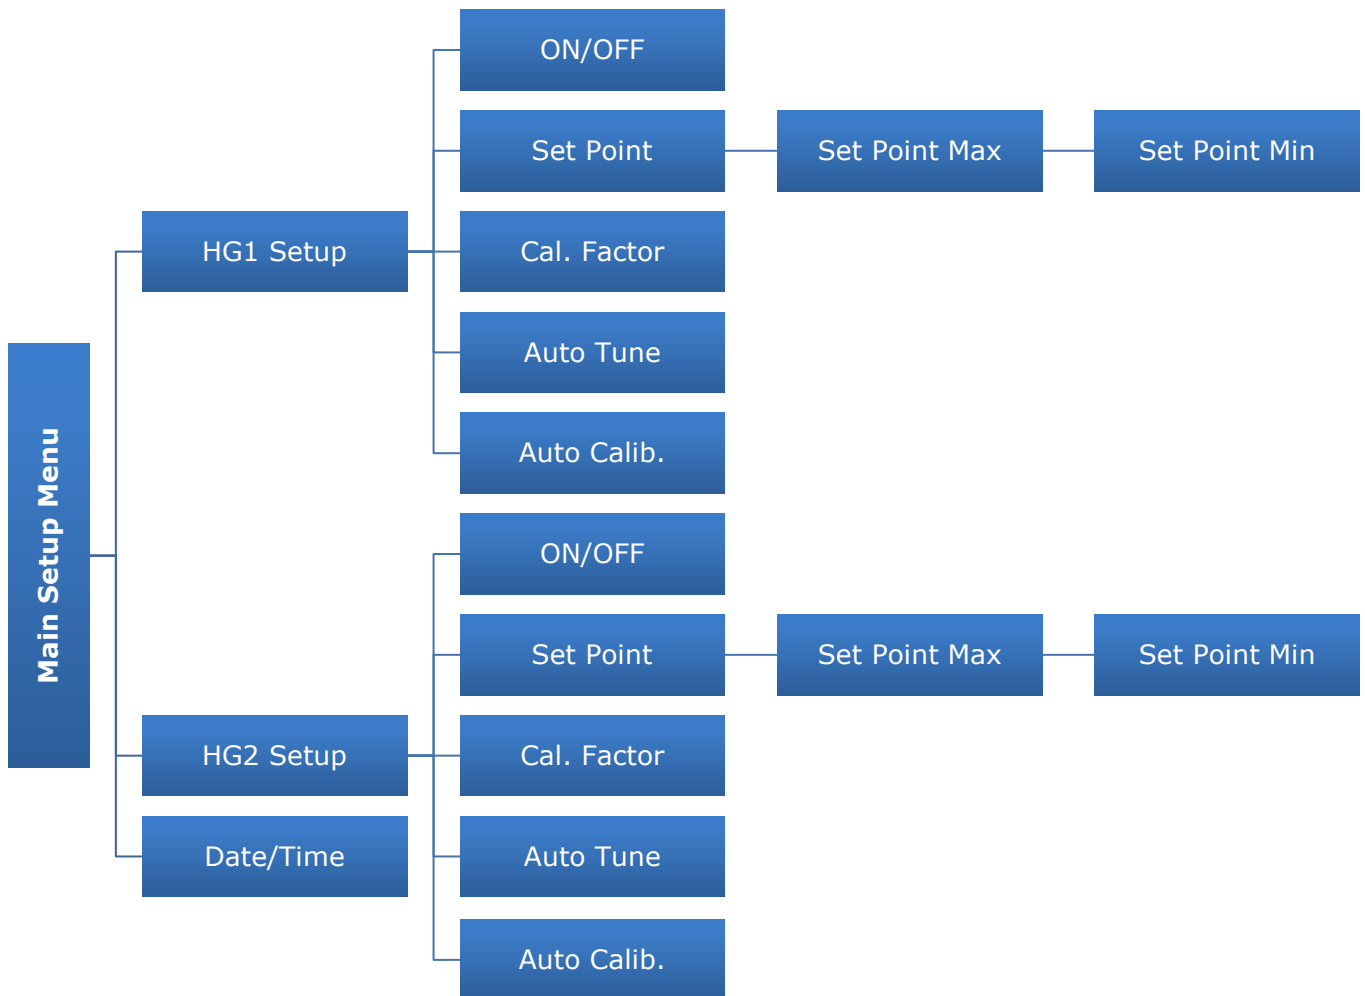 Main Setup Menu
HG1 Setup
ON/OFF
Set Point
Set Point Max
Set Point Min
Cal. Factor
Auto Tune
Auto Calib.
HG2 Setup
ON/OFF
Set Point
Set Point Max
Set Point Min
Cal. Factor
Auto Tune
Auto Calib.
Date/Time